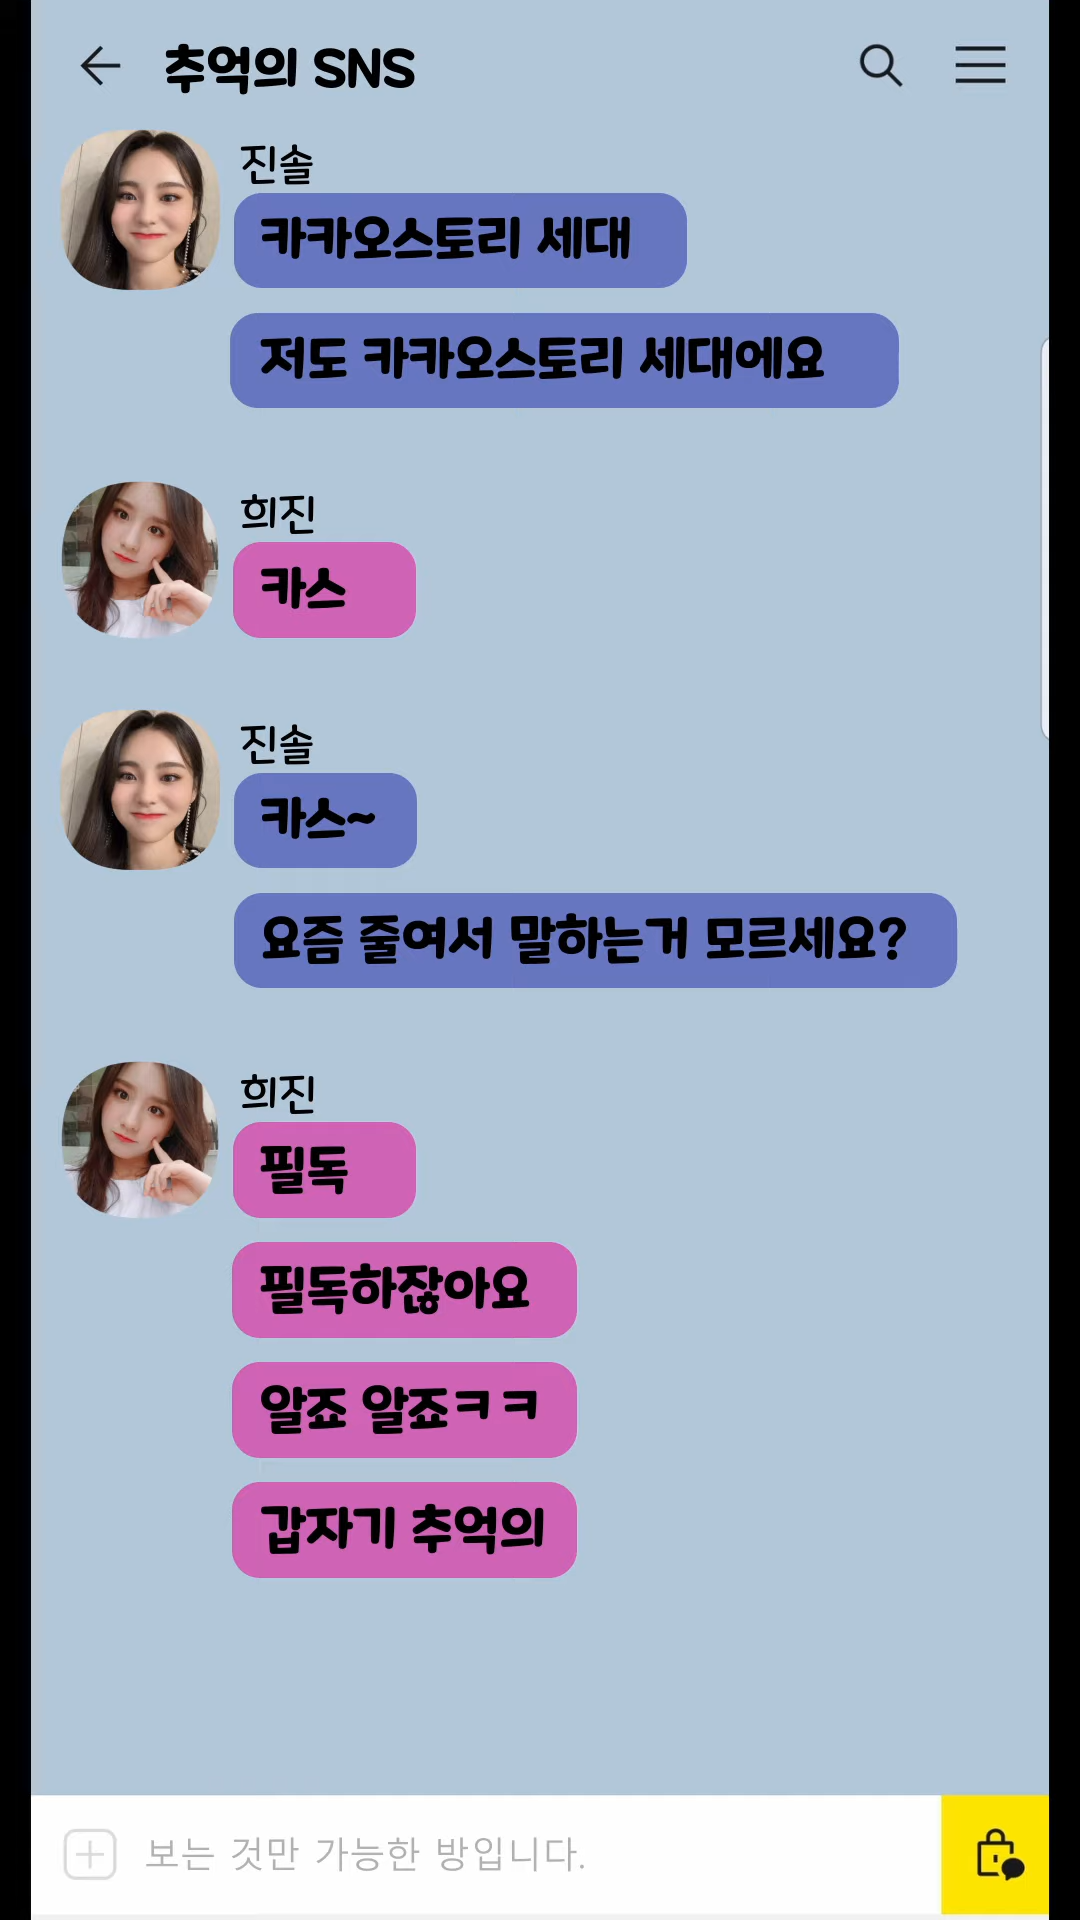 추억의 SNS
진솔
카카오스토리 세대
저도 카카오스토리 세대에요
희진
카스
진솔
카스~
요즘 줄여서 말하는거 모르세요?
희진
필독
필독하잖아요
알죠 알죠ㅋㅋ
갑자기 추억의
보는 것만 가능한 방입니다.